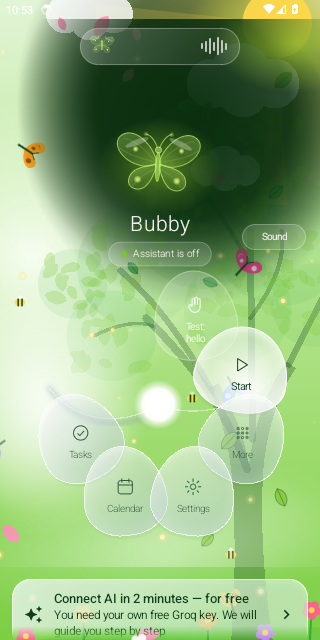 10:53
Bubby
Sound
Assistant is off
Test:
hello
Start
Tasks
More
Calendar
Settings
Connect AI in 2 minutes — for free
You need your own free Groq key. We will
guide you step by step